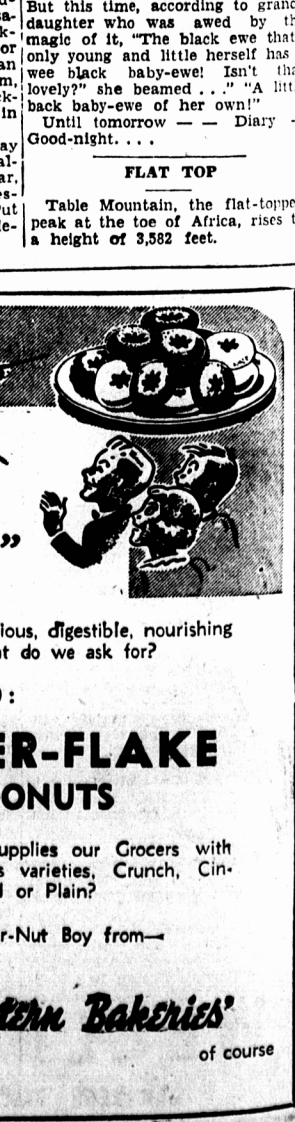 But this time, according to grand
daughter who was awed by th
magic of it, "The black ewe that
only young and little herself has
wee black baby-ewe! Isn't tha
lovely?" she beamed . . ." "A litt
back baby-ewe of her own!"
Until tomorrow — — Diary -
Good-night. . . .
FLAT TOP
Table Mountain, the flat-toppe
peak at the toe of Africa, rises t
a height of 3,582 feet.
"
ious, digestible, nourishing
t do we ask for?
:
ER-FLAKE
ONUTS
upplies our Grocers with
s varieties, Crunch, Cin-
l or Plain?
r-Nut Boy from—
tern Bakeries'
of course